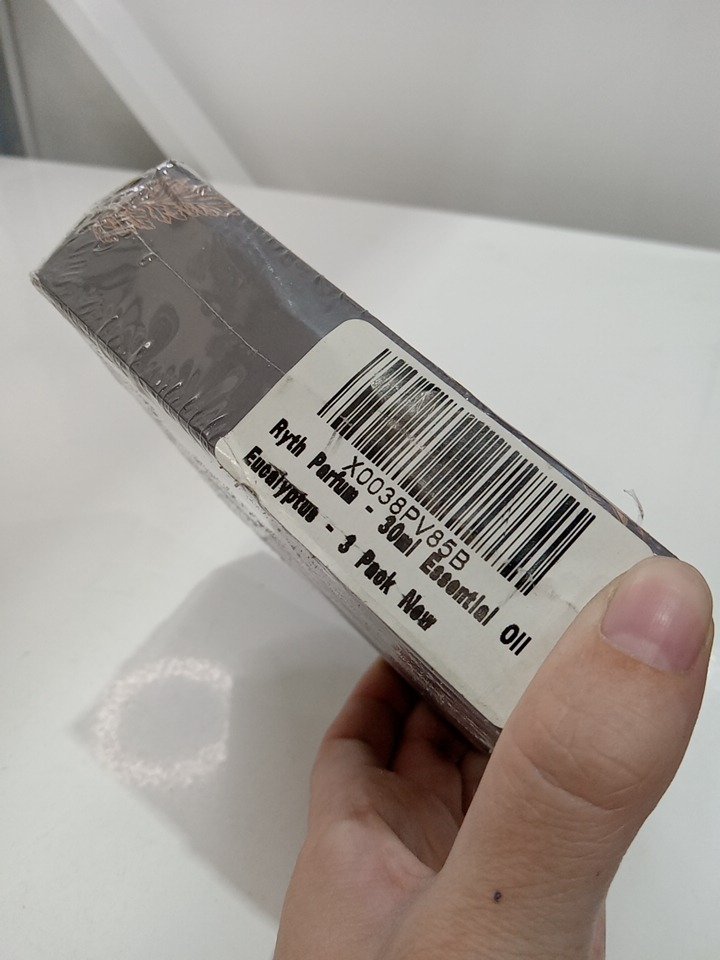 X0038PV85B
Ryth Parfum - 30ml Essential Oil
Eucalyptus - 3 Pack New